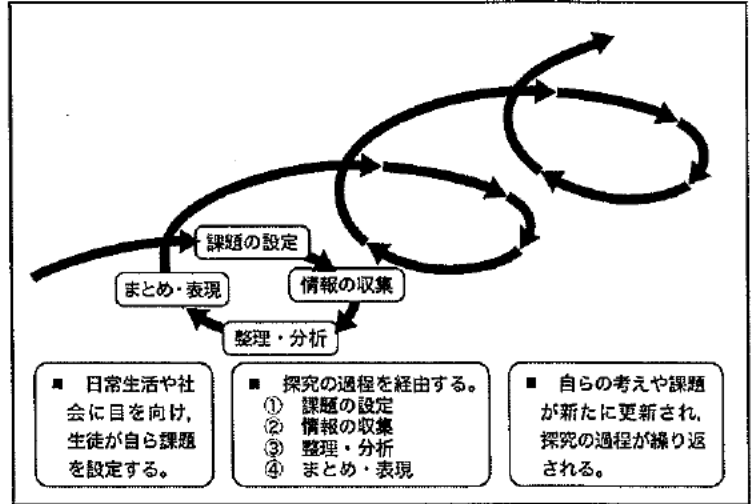 課題の設定
情報の収集
まとめ・表現
整理・分析
■ 日常生活や社
会に目を向け,
生徒が自ら課題
を設定する。
■ 探究の過程を経由する。
① 課題の設定
② 情報の収集
③ 整理・分析
④ まとめ・表現
■ 自らの考えや課題
が新たに更新され,
探究の過程が繰り返
される。